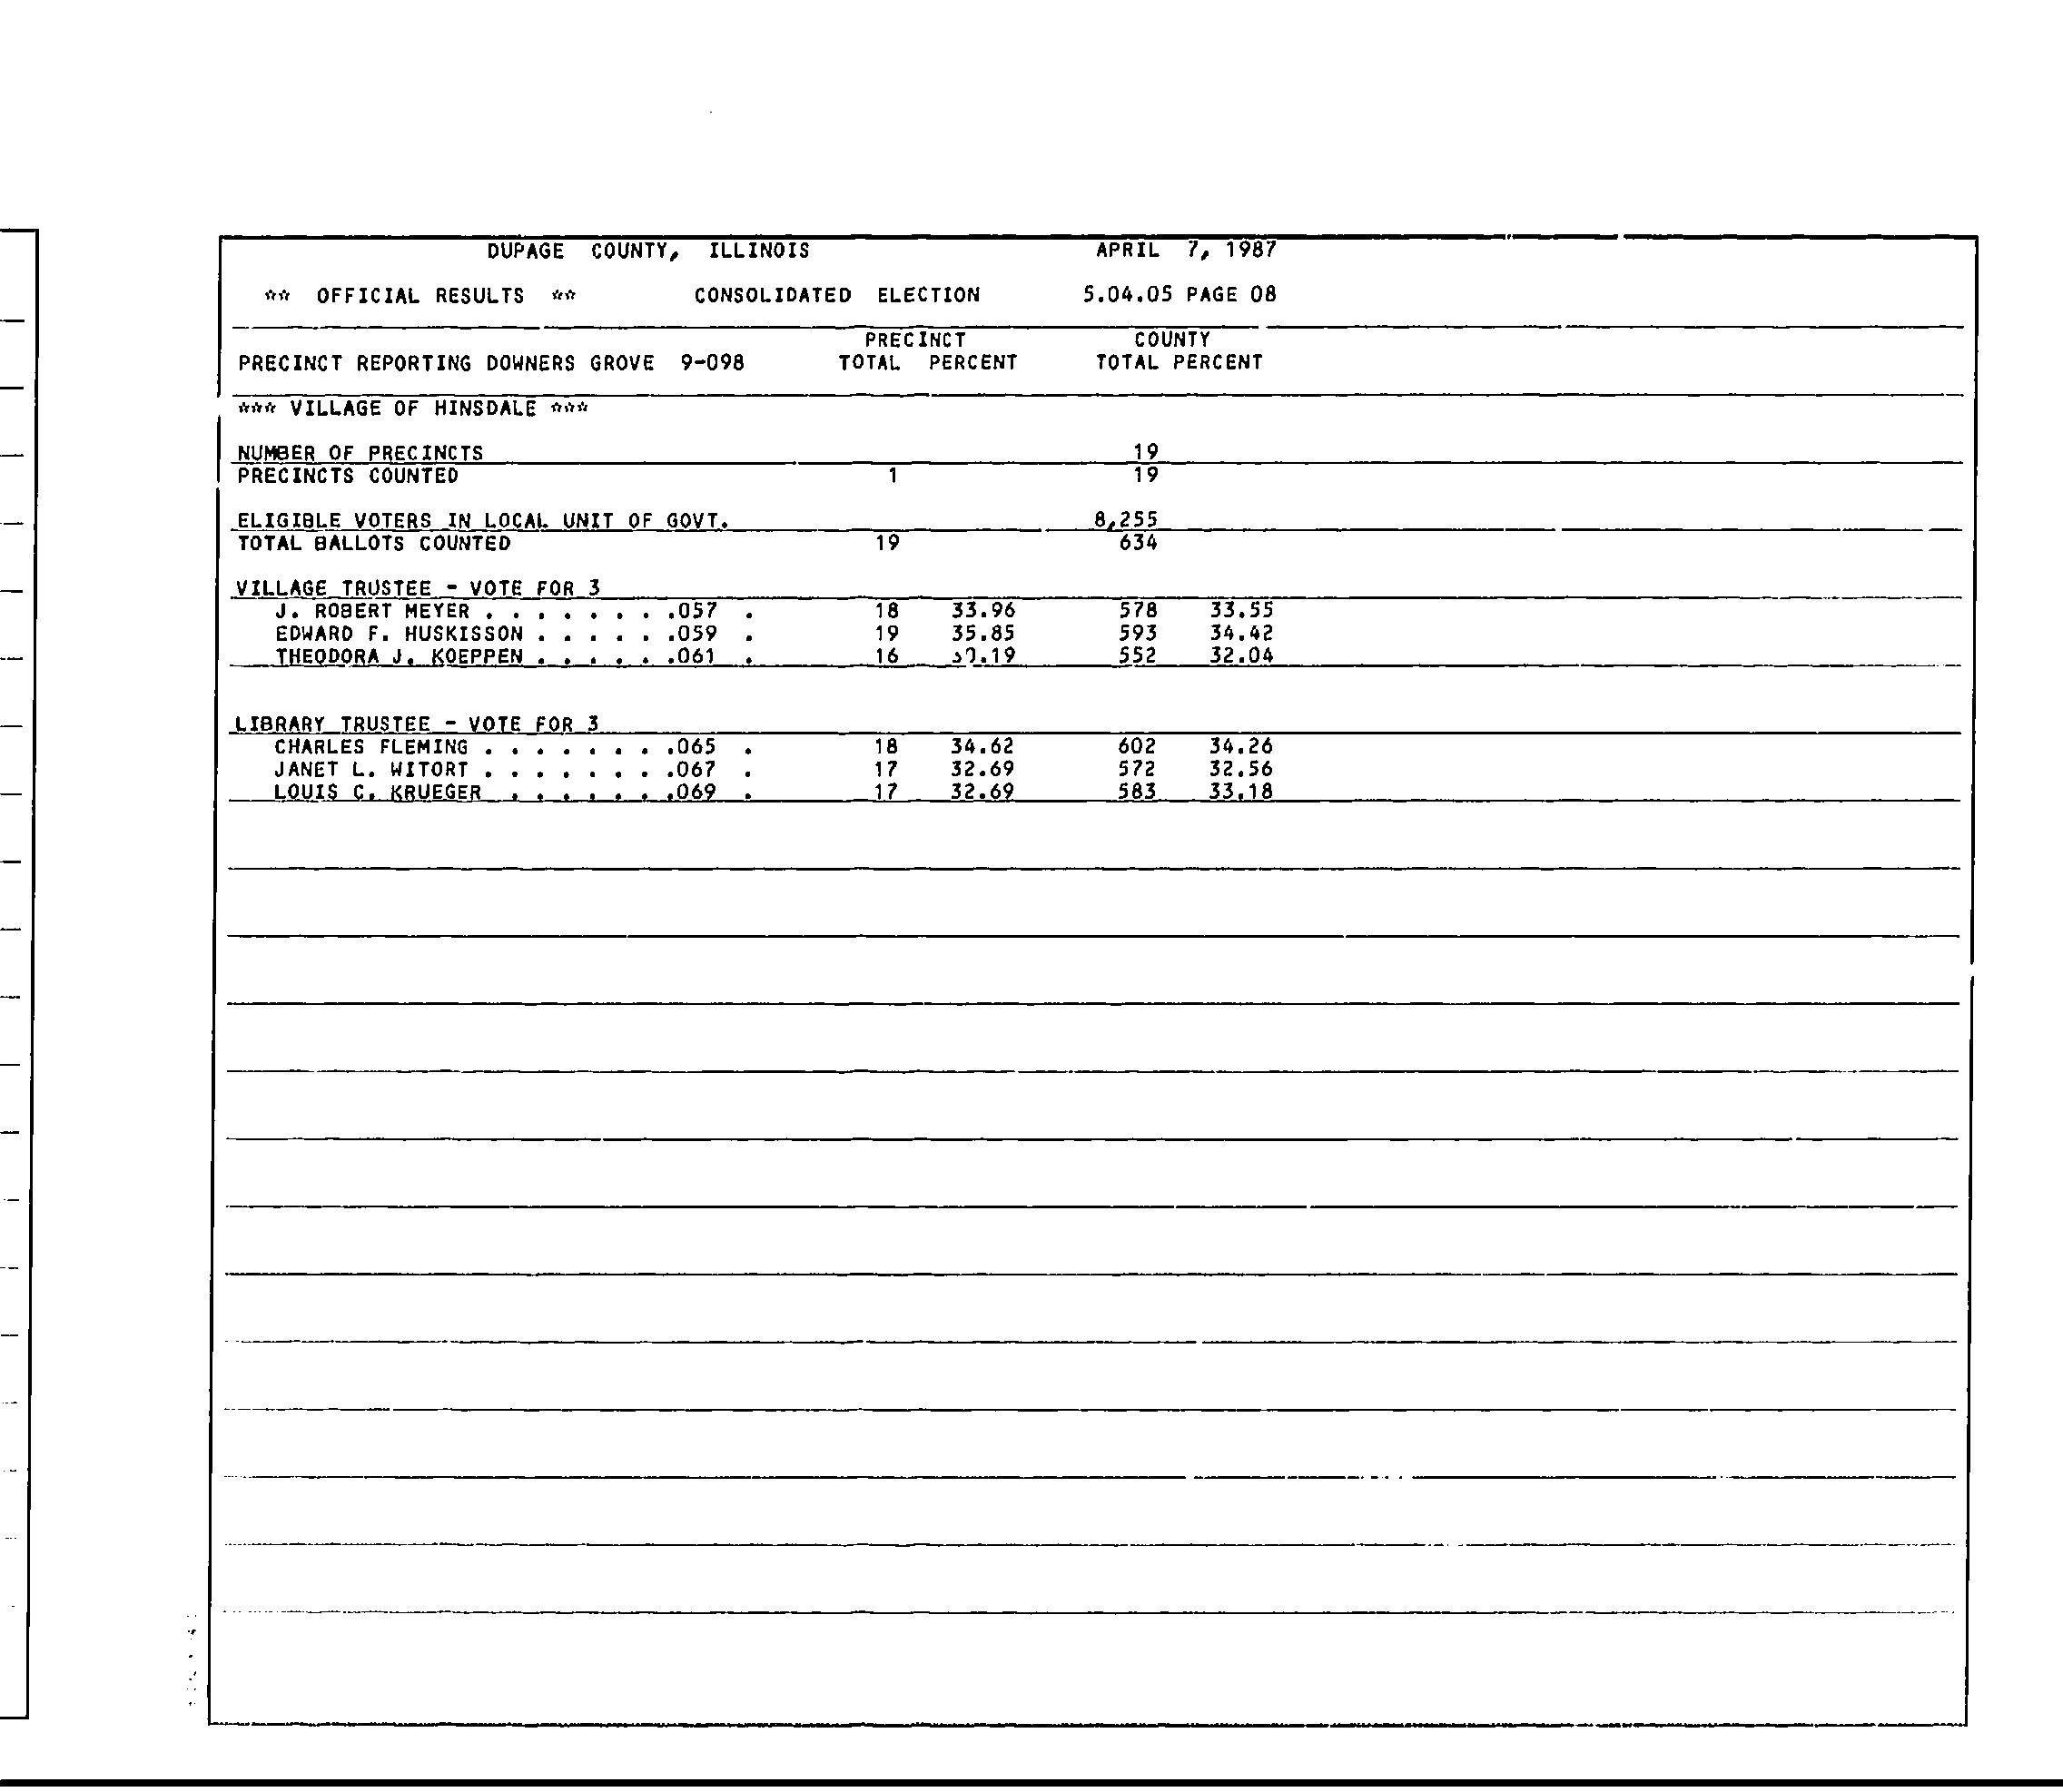 DUPAGE COUNTY, ILLINOIS APRIL 7, 1987
** OFFICIAL RESULTS ** CONSOLIDATED ELECTION 5.04.05 PAGE 08
PRECINCT COUNTY
PRECINCT REPORTING DOWNERS GROVE 9-098 TOTAL PERCENT TOTAL PERCENT
*** VILLAGE OF HINSDALE ***
NUMBER OF PRECINCTS 19
PRECINCTS COUNTED 1 19
ELIGIBLE VOTERS IN LOCAL UNIT OF GOVT. 8,255
TOTAL BALLOTS COUNTED 19 634
VILLAGE TRUSTEE - VOTE FOR 3
J. ROBERT MEYER . . . . . . . .057 . 18 33.96 578 33.55
EDWARD F. HUSKISSON . . . . . .059 . 19 35.85 593 34.42
THEODORA J. KOEPPEN . . . . . .061 . 16 552 32.04
LIBRARY TRUSTEE - VOTE FOR 3
CHARLES FLEMING . . . . . . . .065 . 18 34.62 602 34.26
JANET L. WITORT . . . . . . . .067 . 17 32.69 572 32.56
LOUIS C. KRUEGER . . . . . . .069 . 17 32.69 583 33.18